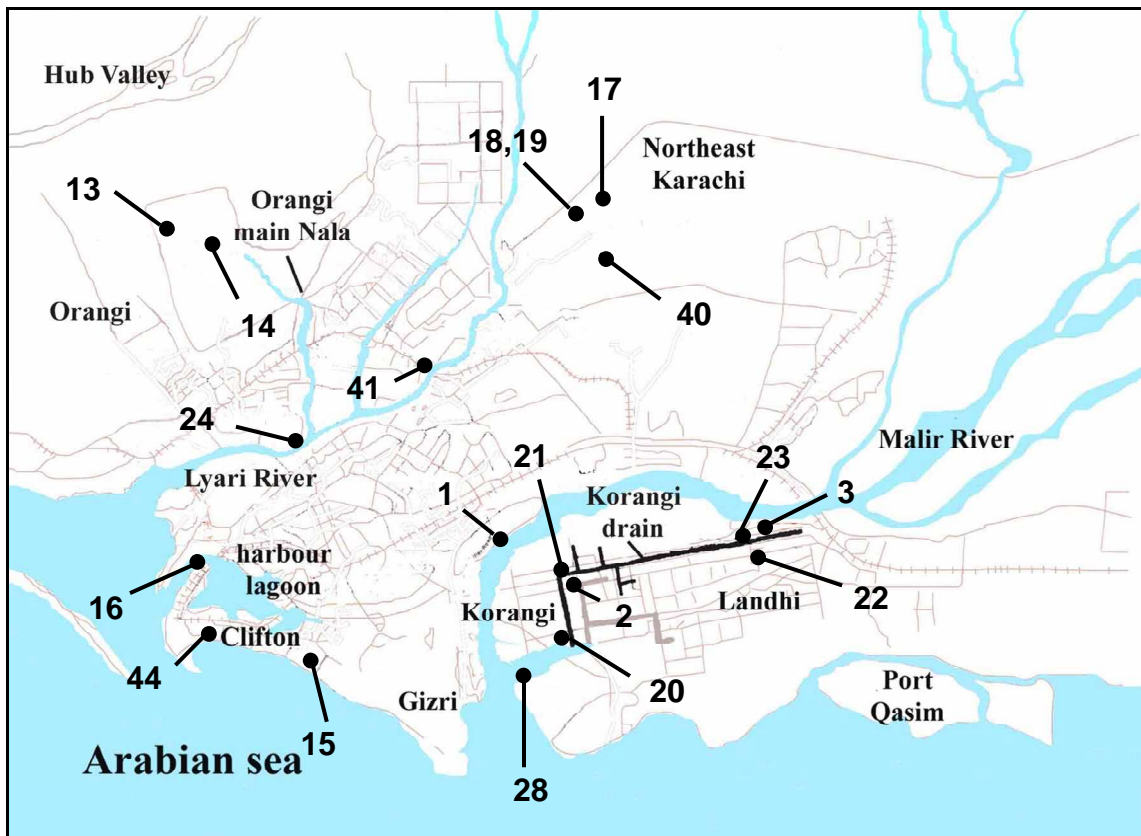 Hub Valley
17
18,19
Northeast
Karachi
13
Orangi
main Nala
Orangi
14
40
41
24
Malir River
Lyari River
21
23
1
Korangi
drain
3
harbour
lagoon
16
Korangi
2
Landhi
22
Clifton
44
20
Gizri
Port
Qasim
15
Arabian sea
28